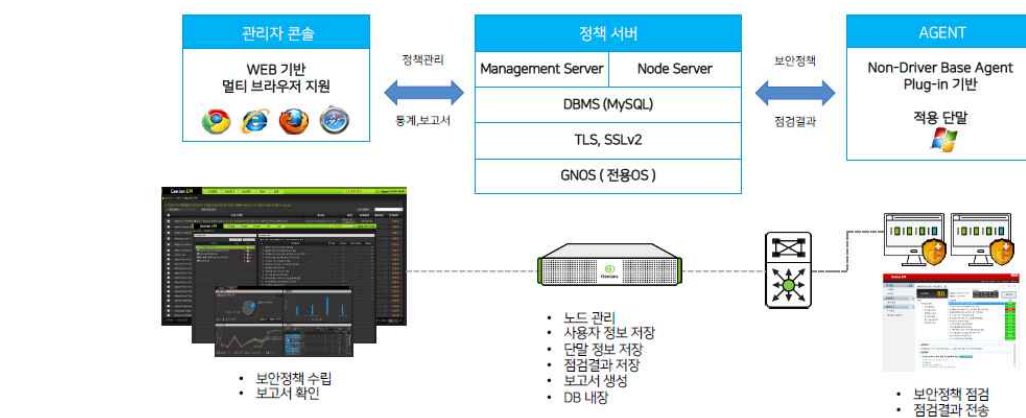 관리자 콘솔
WEB 기반
멀티 브라우저 지원
정책관리
통계,보고서
정책 서버
Management Server
Node Server
DBMS (MySQL)
TLS, SSLv2
GNOS ( 전용OS )
보안정책
점검결과
AGENT
Non-Driver Base Agent
Plug-in 기반
적용 단말
• 보안정책 수립
• 보고서 확인
• 노드 관리
• 사용자 정보 저장
• 단말 정보 저장
• 점검결과 저장
• 보고서 생성
• DB 내장
• 보안정책 점검
• 점검결과 전송